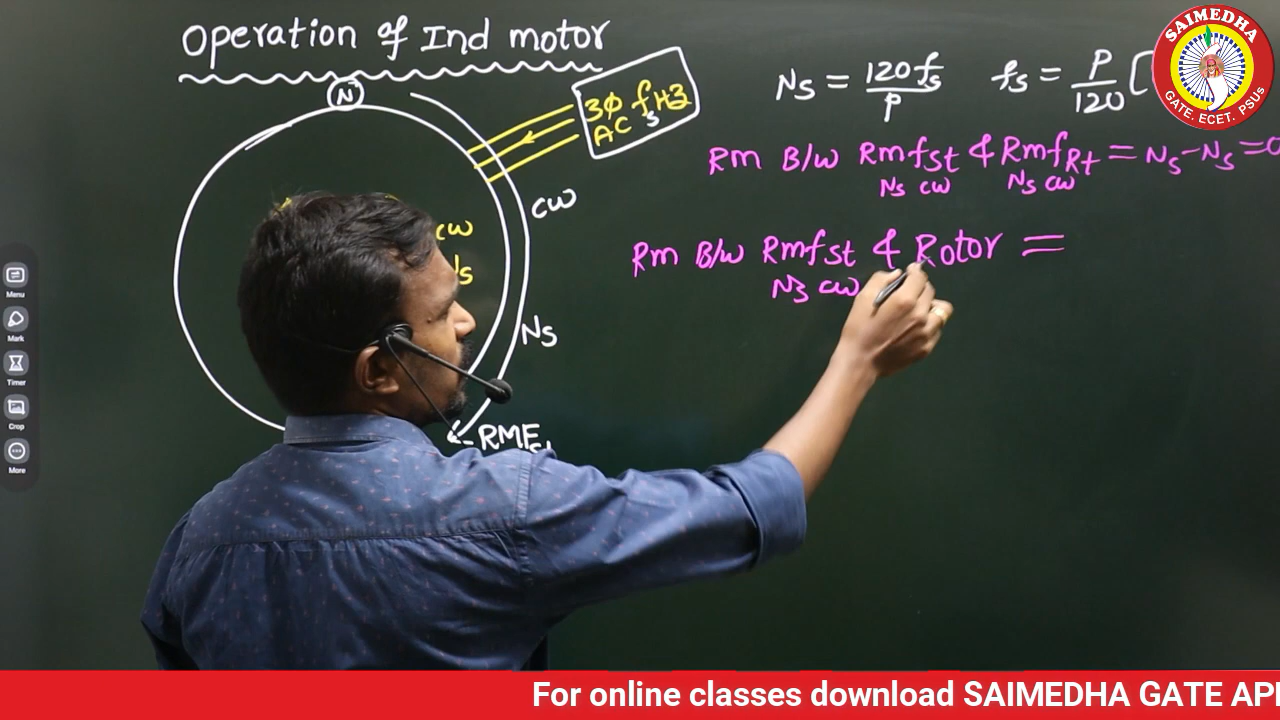 Operation of Ind motor
N
3Φ fs Hz
AC
CW
Ns
RMF
cw
Ns = 120fs / P
fs = P / 120 [
Rm B/w Rmfst & RmfRt = Ns - Ns = 0
Ns cw Ns cw
Rm B/w Rmfst & Rotor =
Ns cw
SAIMEDHA
GATE. ECET. PSUs
Menu
Mark
Timer
Crop
More
For online classes download SAIMEDHA GATE AP